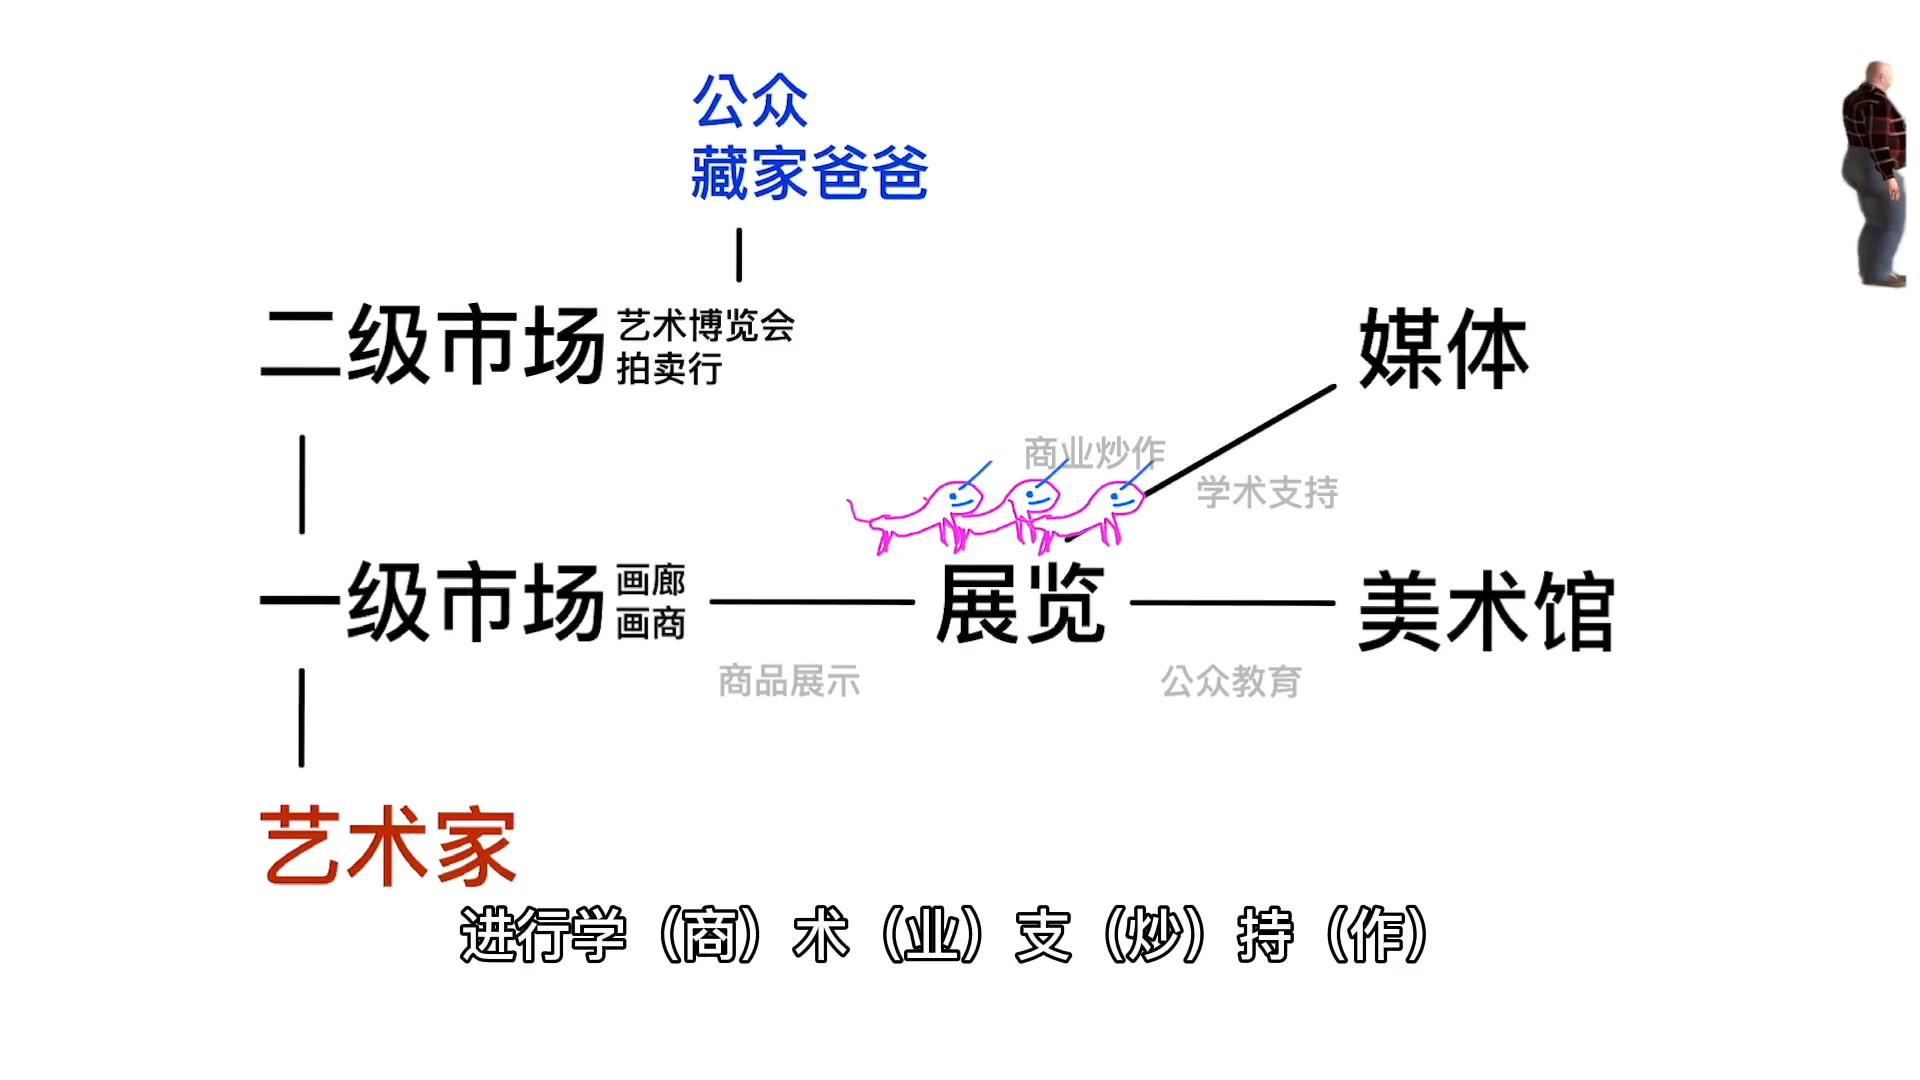 公众
藏家爸爸
二级市场
艺术博览会
拍卖行
媒体
商业炒作
学术支持
一级市场
画廊
画商
展览
美术馆
商品展示
公众教育
艺术家
进行学（商）术（业）支（炒）持（作）